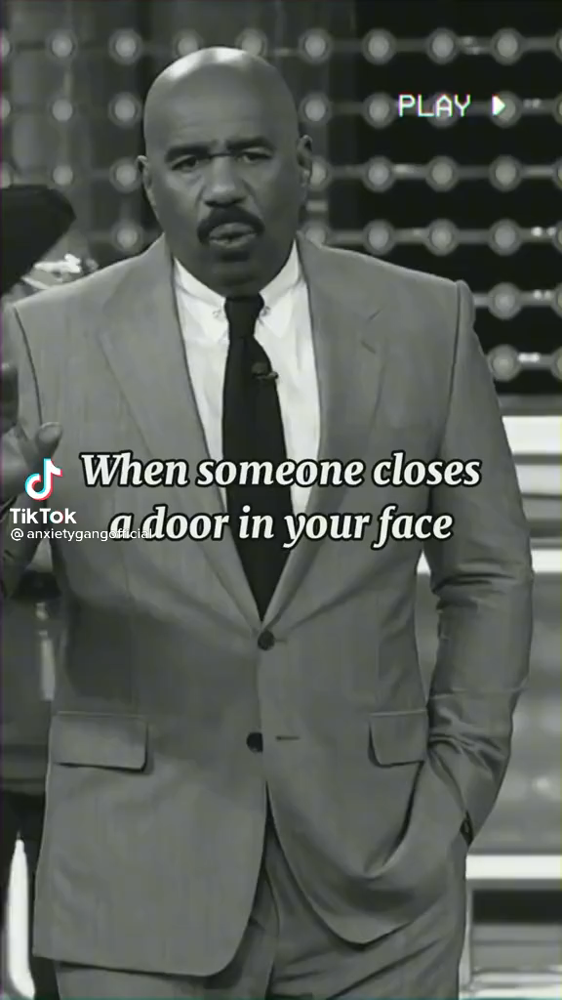 PLAY
When someone closes
a door in your face
TikTok
@anxietygangofficial